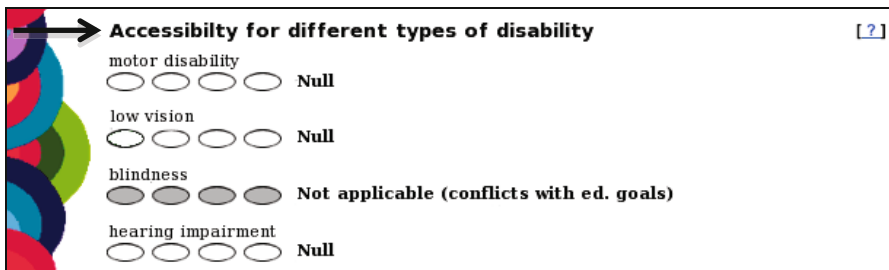 Accessibilty for different types of disability [ ? ]
motor disability
Null
low vision
Null
blindness
Not applicable (conflicts with ed. goals)
hearing impairment
Null